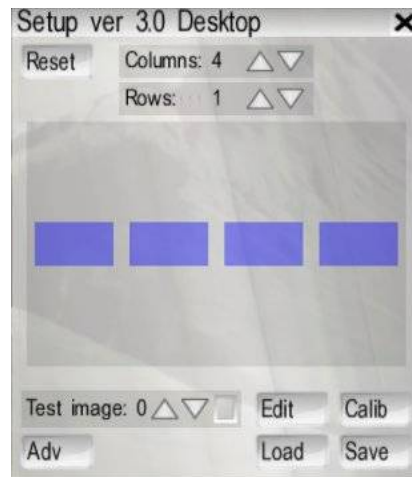 Setup ver 3.0 Desktop
Reset Columns: 4
Rows: 1
Test image: 0 Edit Calib
Adv Load Save